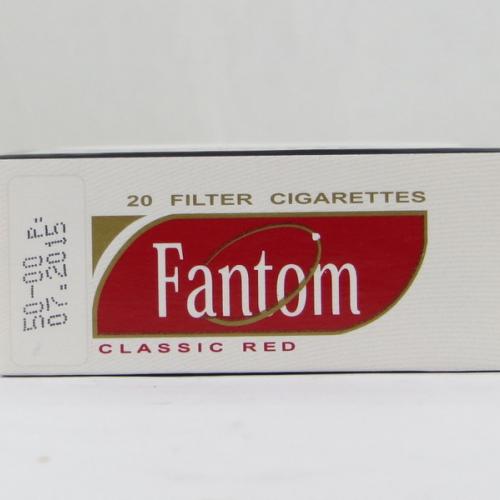 20 FILTER CIGARETTES
Fantom
CLASSIC RED
50-00 Р.
07.2015